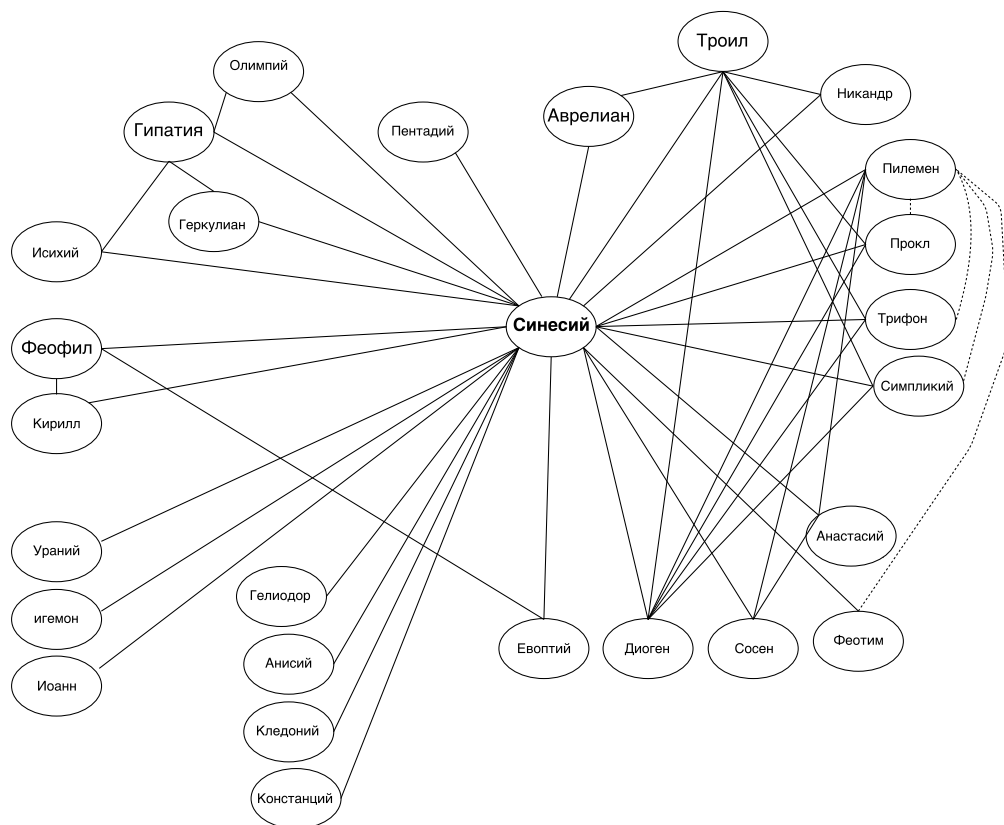 Троил
Олимпий
Никандр
Аврелиан
Гипатия
Пентадий
Пилемен
Геркулиан
Прокл
Исихий
Трифон
Синесий
Феофил
Симпликий
Кирилл
Анастасий
Ураний
Гелиодор
игемон
Феотим
Евоптий
Диоген
Сосен
Анисий
Иоанн
Кледоний
Констанций